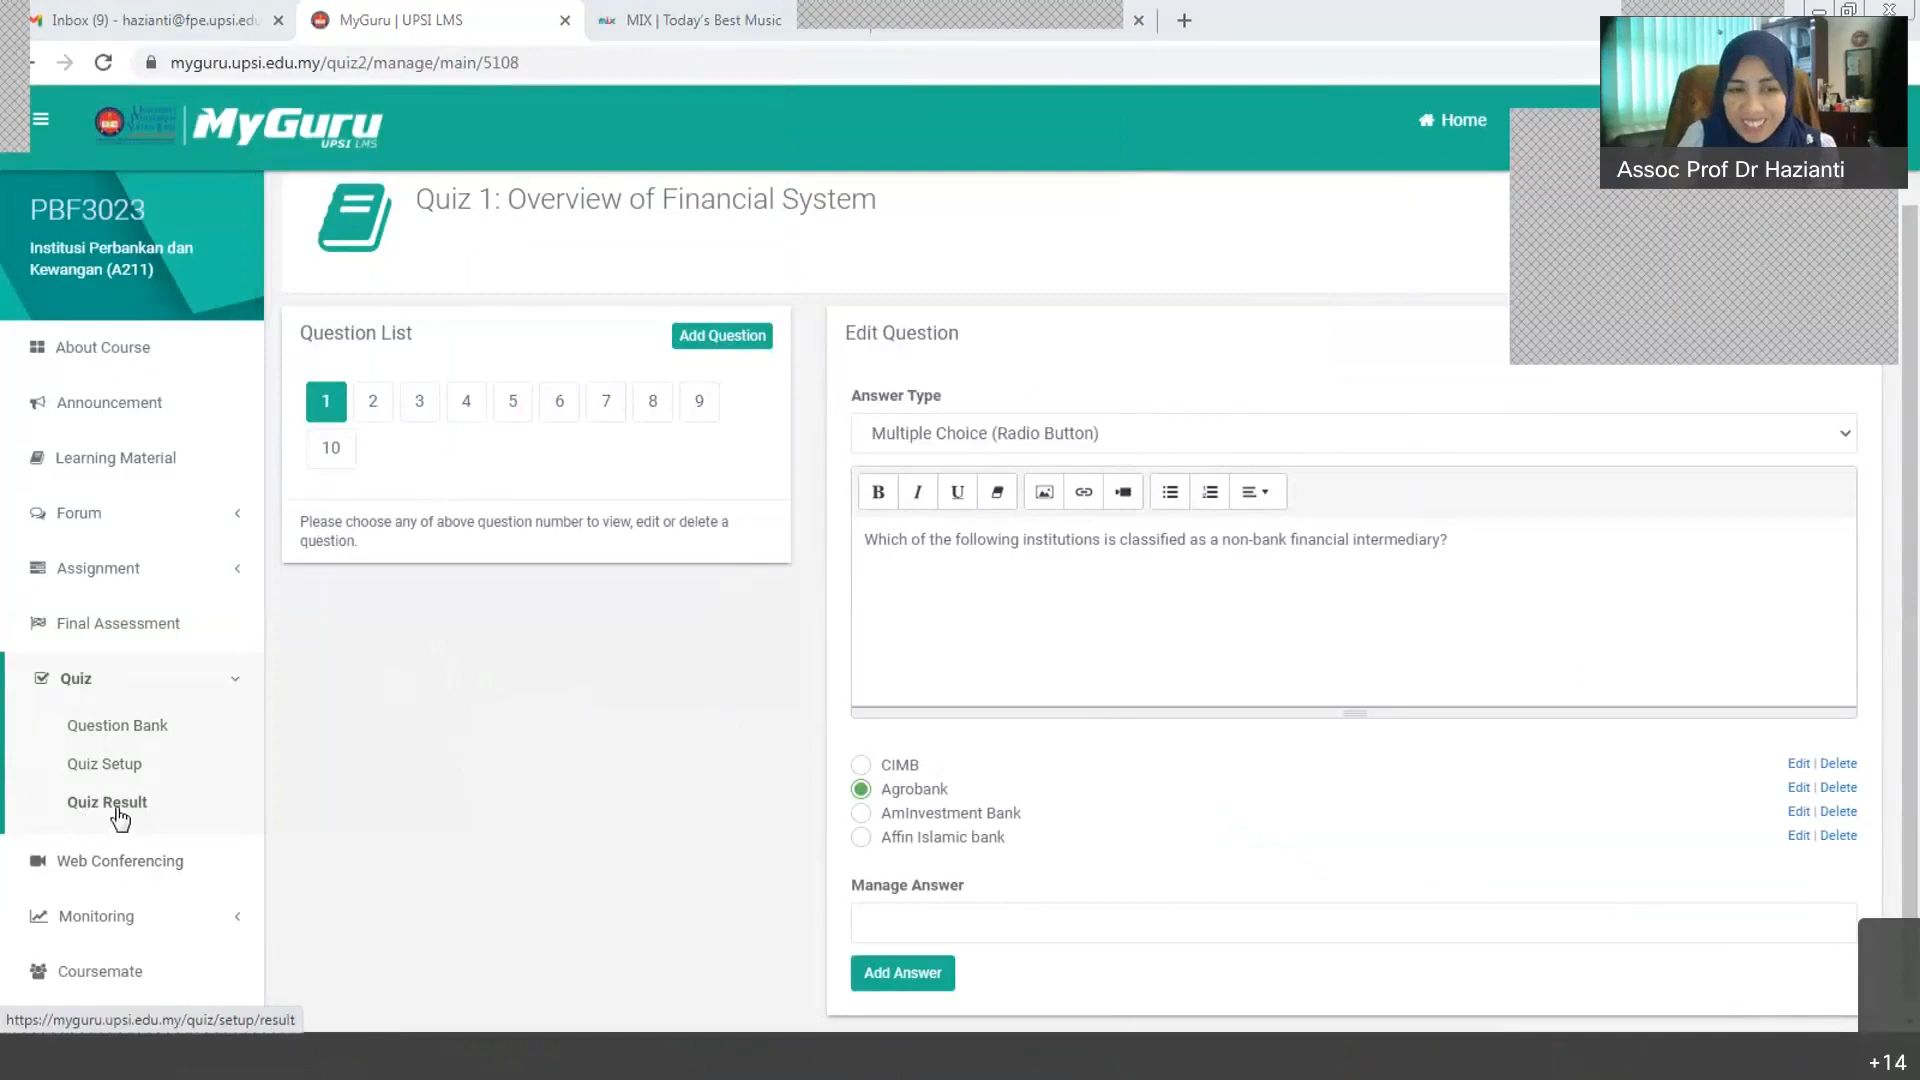 Inbox (9) - hazianti@fpe.upsi.edu
MyGuru | UPSI LMS
MIX | Today's Best Music
myguru.upsi.edu.my/quiz2/manage/main/5108
MyGuru
UPSI LMS
Home
Assoc Prof Dr Hazianti
PBF3023
Institusi Perbankan dan
Kewangan (A211)
About Course
Announcement
Learning Material
Forum
Assignment
Final Assessment
Quiz
Question Bank
Quiz Setup
Quiz Result
Web Conferencing
Monitoring
Coursemate
https://myguru.upsi.edu.my/quiz/setup/result
Quiz 1: Overview of Financial System
Question List
Add Question
1 2 3 4 5 6 7 8 9
10
Please choose any of above question number to view, edit or delete a
question.
Edit Question
Answer Type
Multiple Choice (Radio Button)
B I U
Which of the following institutions is classified as a non-bank financial intermediary?
CIMB Edit | Delete
Agrobank Edit | Delete
AmInvestment Bank Edit | Delete
Affin Islamic bank Edit | Delete
Manage Answer
Add Answer
+14